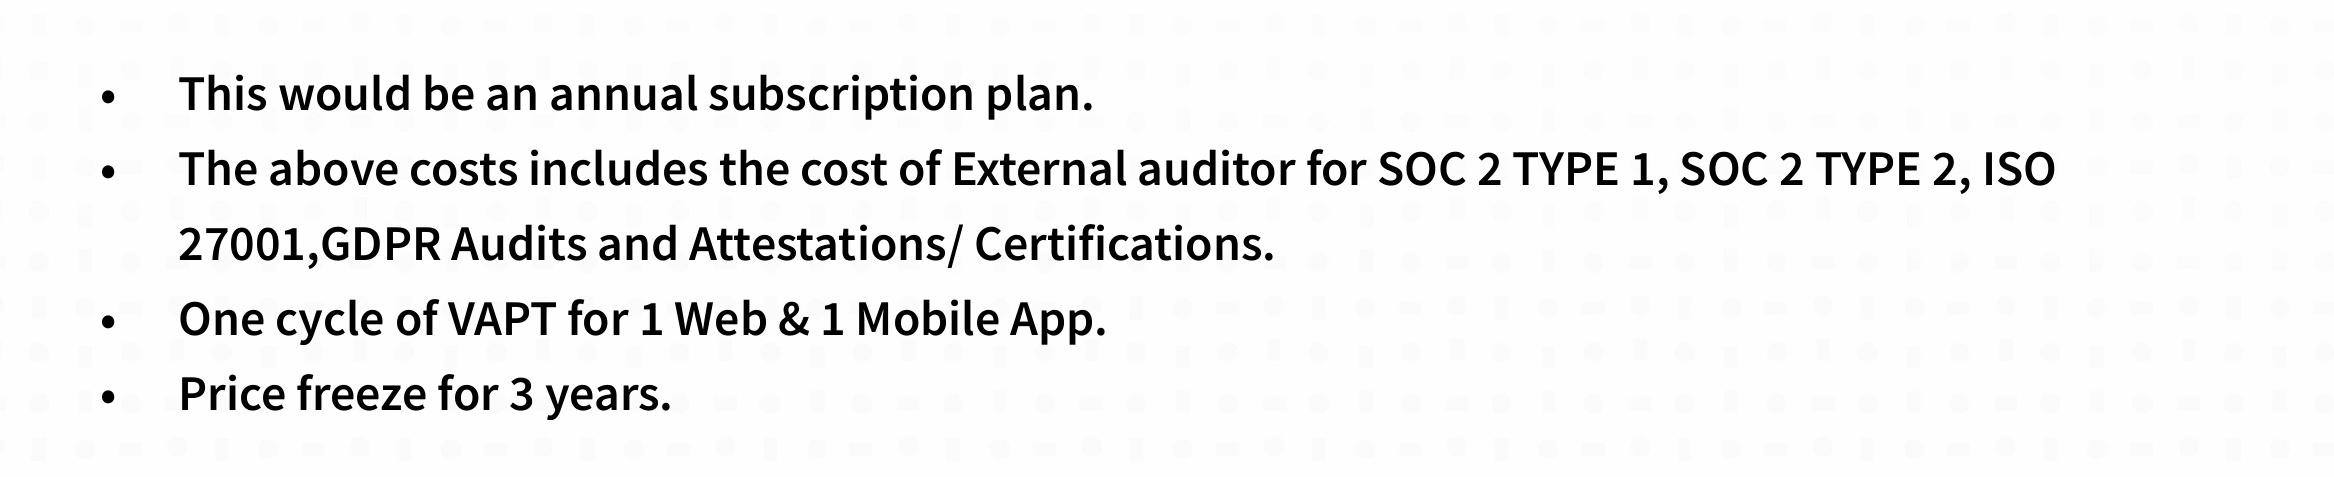 • This would be an annual subscription plan.
• The above costs includes the cost of External auditor for SOC 2 TYPE 1, SOC 2 TYPE 2, ISO
27001,GDPR Audits and Attestations/ Certifications.
• One cycle of VAPT for 1 Web & 1 Mobile App.
• Price freeze for 3 years.